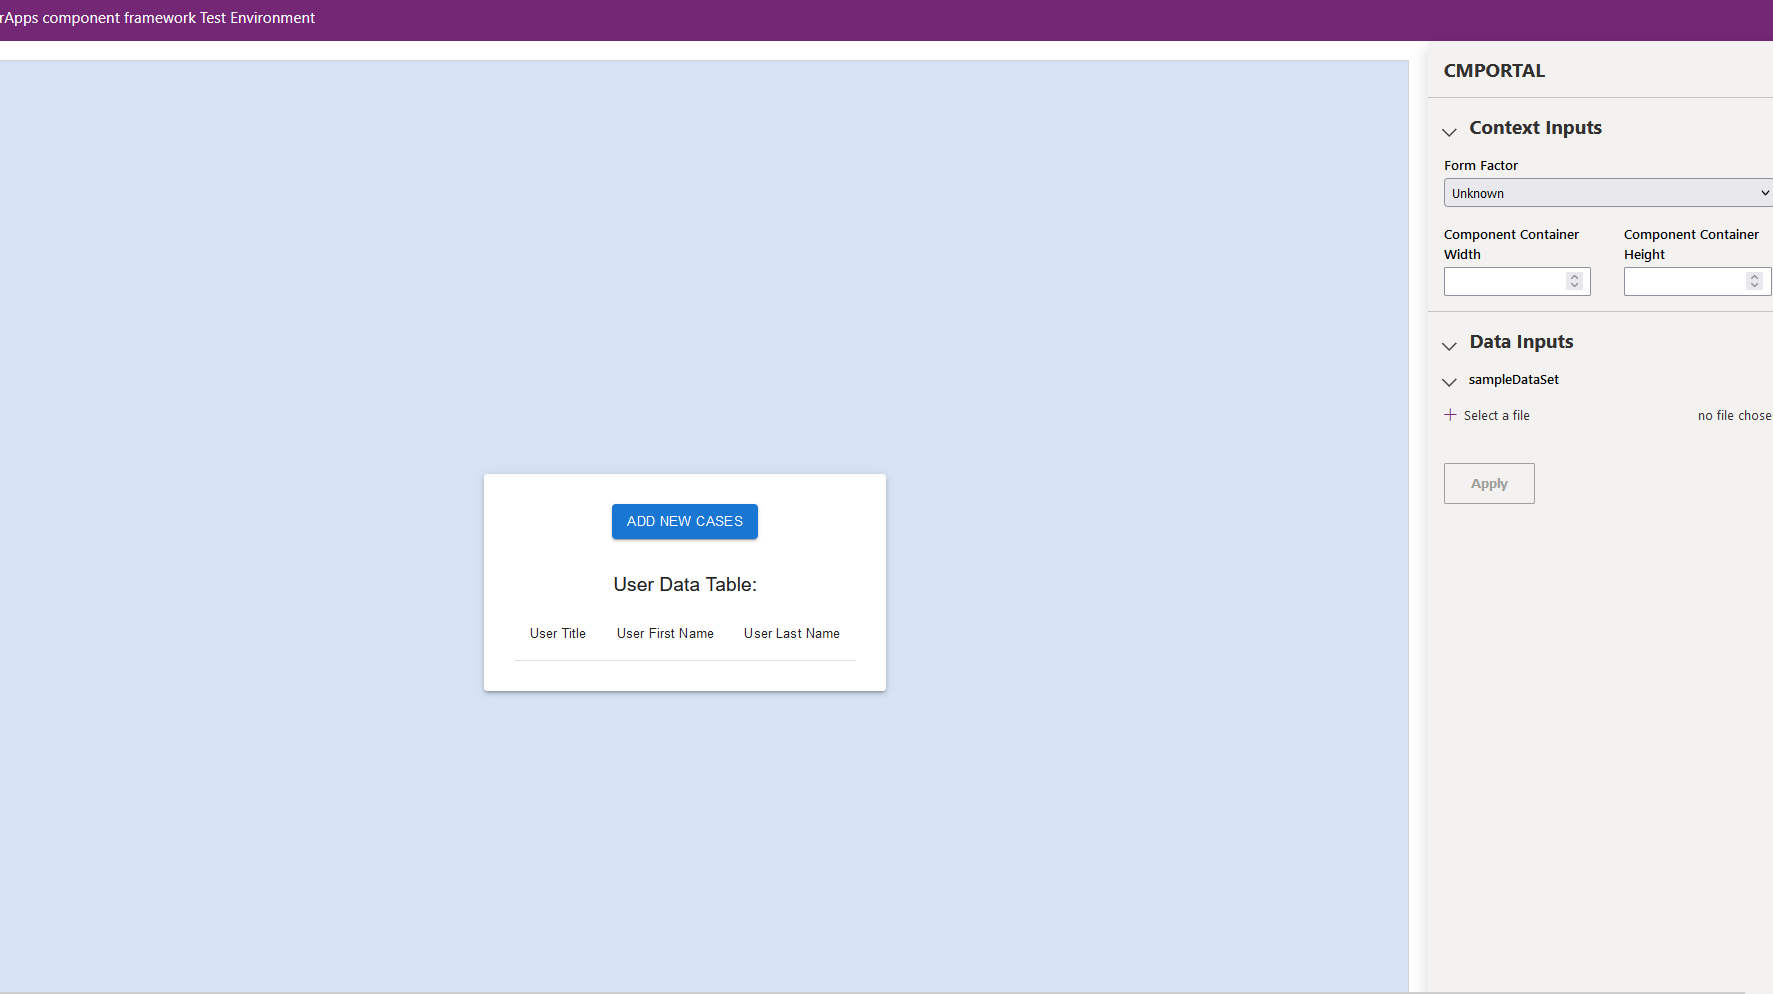 rApps component framework Test Environment
CMPORTAL
Context Inputs
Form Factor
Unknown
Component Container Width
Component Container Height
Data Inputs
sampleDataSet
Select a file
no file chose
Apply
ADD NEW CASES
User Data Table:
User Title User First Name User Last Name